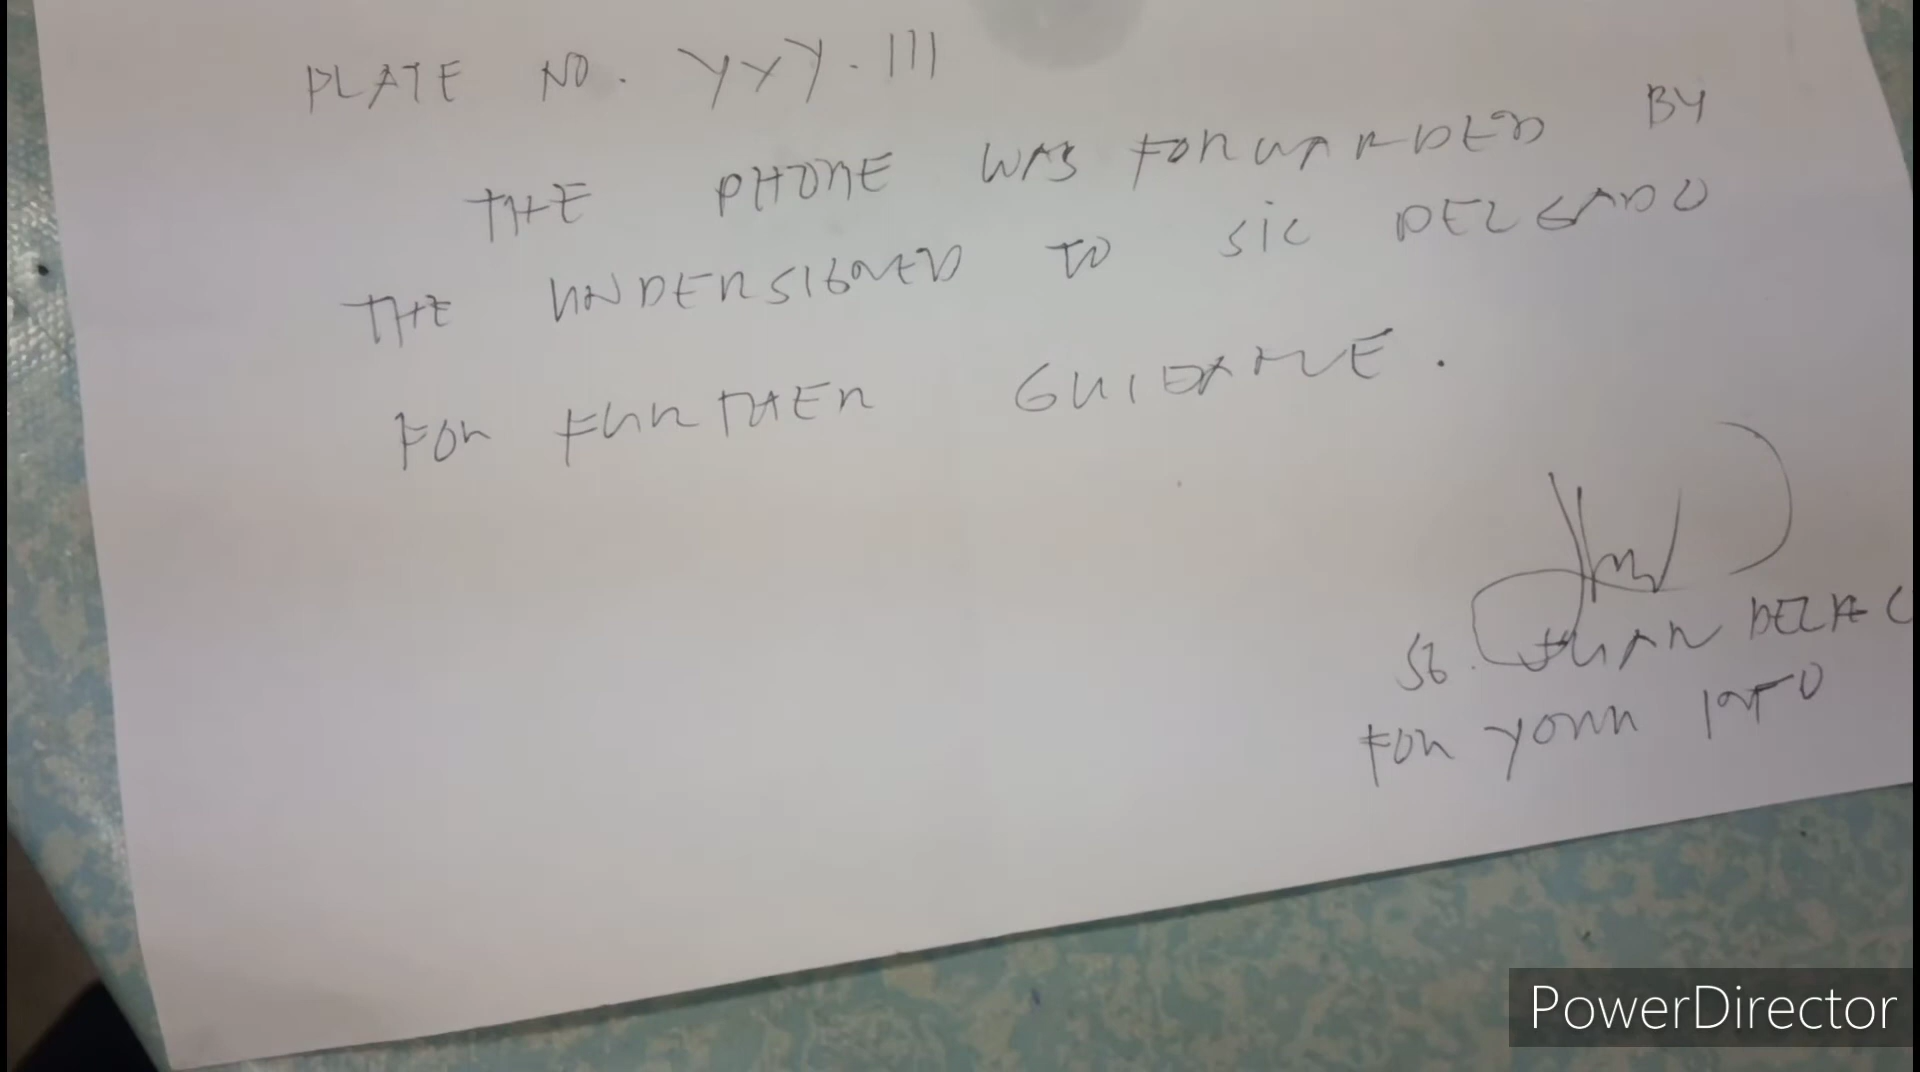 PLATE NO. YXY.111
THE PHONE WAS FORWARDED BY
THE UNDERSIGNED TO SIC DELGADO
FOR FURTHER GUIDANCE.
SG. JUAN
FOR YOUR INFO
PowerDirector